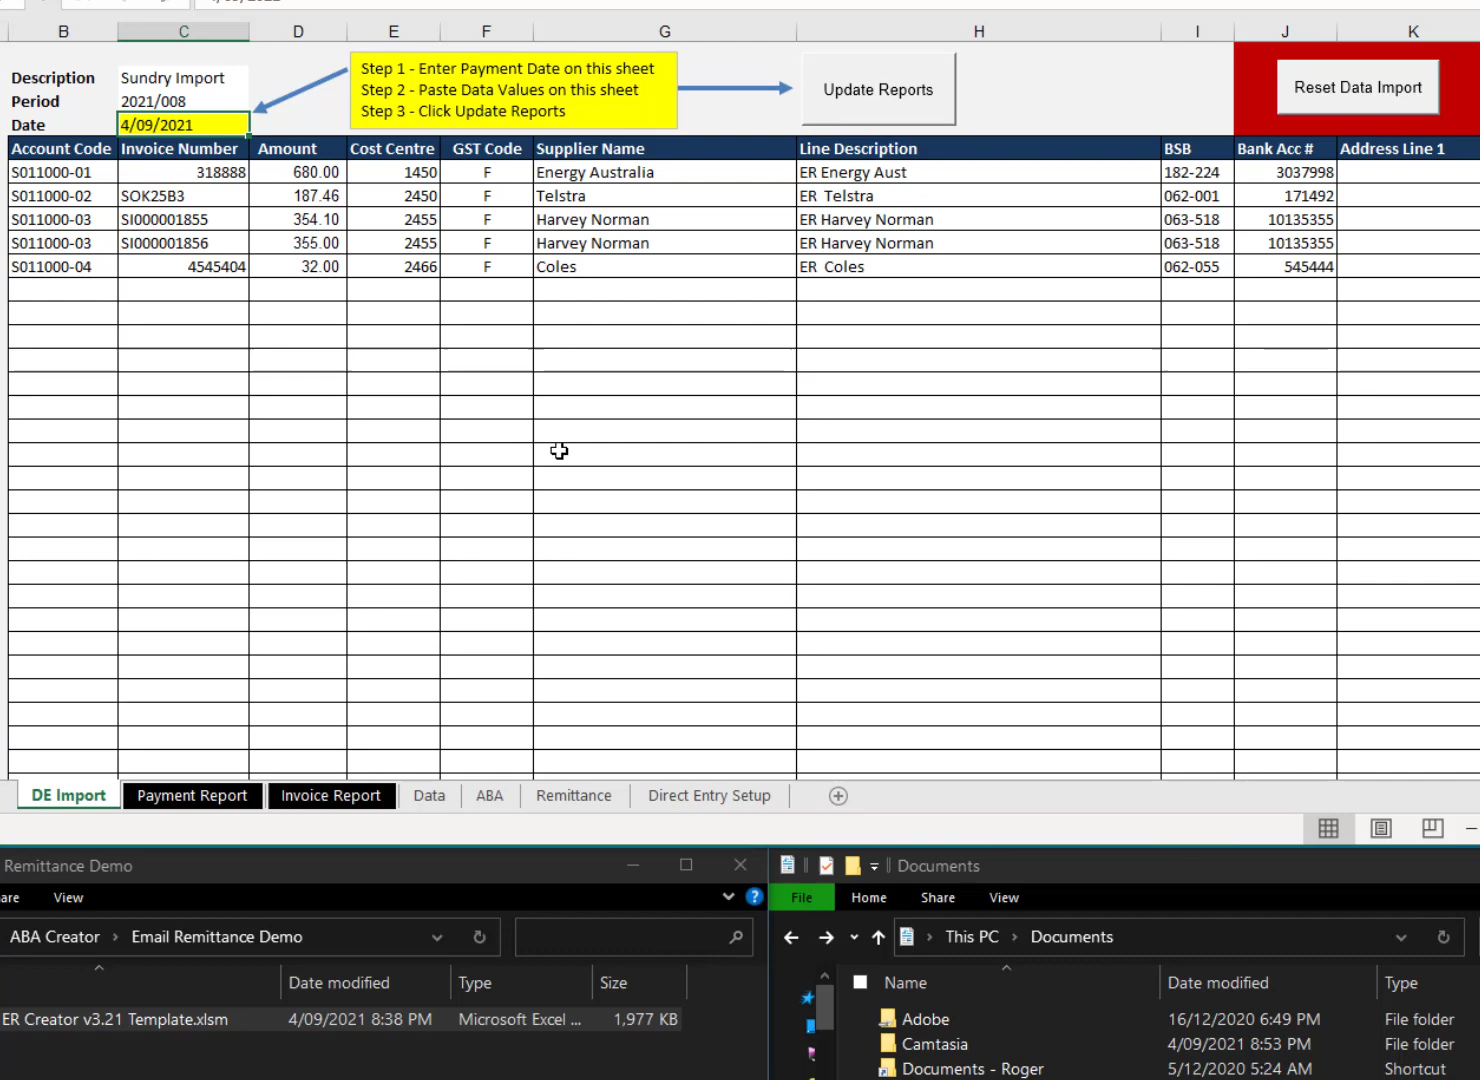 B C D E F G H I J K
Description Sundry Import
Period 2021/008
Date 4/09/2021
Step 1 - Enter Payment Date on this sheet
Step 2 - Paste Data Values on this sheet
Step 3 - Click Update Reports
Update Reports
Reset Data Import
Account Code Invoice Number Amount Cost Centre GST Code Supplier Name Line Description BSB Bank Acc # Address Line 1
S011000-01 318888 680.00 1450 F Energy Australia ER Energy Aust 182-224 3037998
S011000-02 SOK25B3 187.46 2450 F Telstra ER Telstra 062-001 171492
S011000-03 SI000001855 354.10 2455 F Harvey Norman ER Harvey Norman 063-518 10135355
S011000-03 SI000001856 355.00 2455 F Harvey Norman ER Harvey Norman 063-518 10135355
S011000-04 4545404 32.00 2466 F Coles ER Coles 062-055 545444
DE Import Payment Report Invoice Report Data ABA Remittance Direct Entry Setup
Remittance Demo
are View
ABA Creator › Email Remittance Demo
Date modified Type Size
ER Creator v3.21 Template.xlsm 4/09/2021 8:38 PM Microsoft Excel ... 1,977 KB
Documents
File Home Share View
This PC › Documents
Name Date modified Type
Adobe 16/12/2020 6:49 PM File folder
Camtasia 4/09/2021 8:53 PM File folder
Documents - Roger 5/12/2020 5:24 AM Shortcut